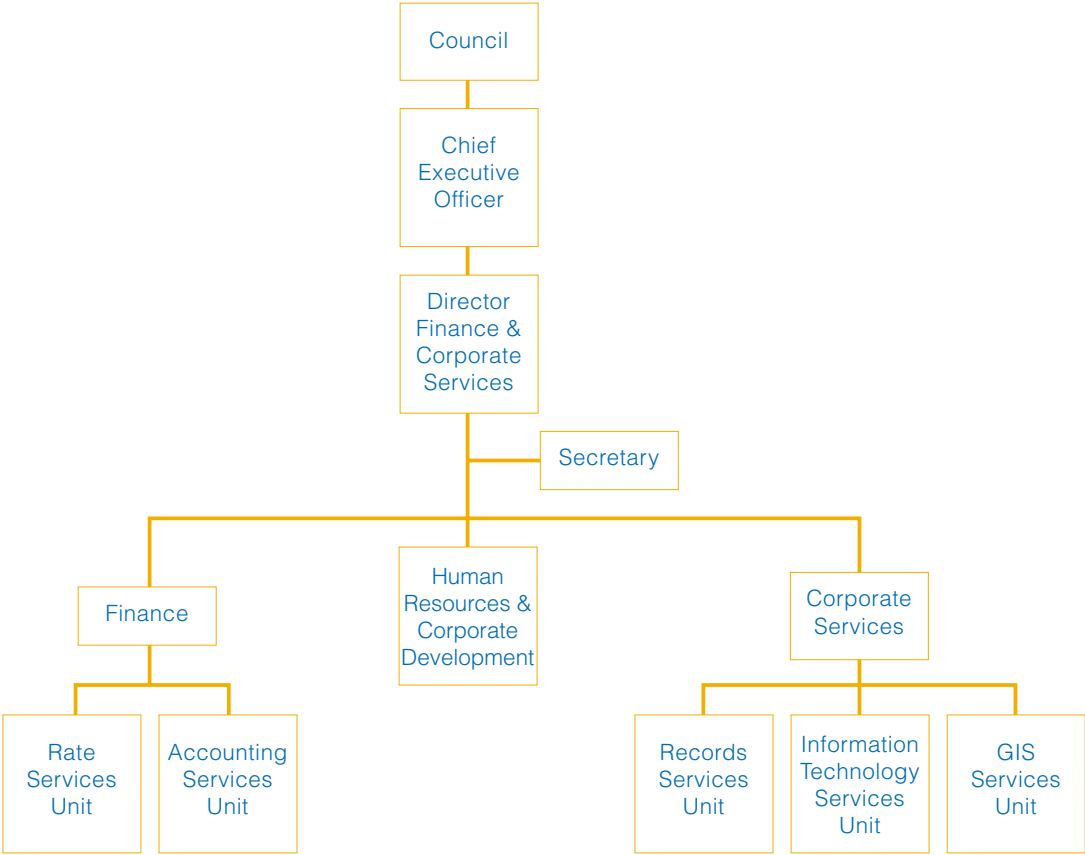 Council
Chief
Executive
Officer
Director
Finance &
Corporate
Services
Secretary
Finance
Human
Resources &
Corporate
Development
Corporate
Services
Rate
Services
Unit
Accounting
Services
Unit
Records
Services
Unit
Information
Technology
Services
Unit
GIS
Services
Unit